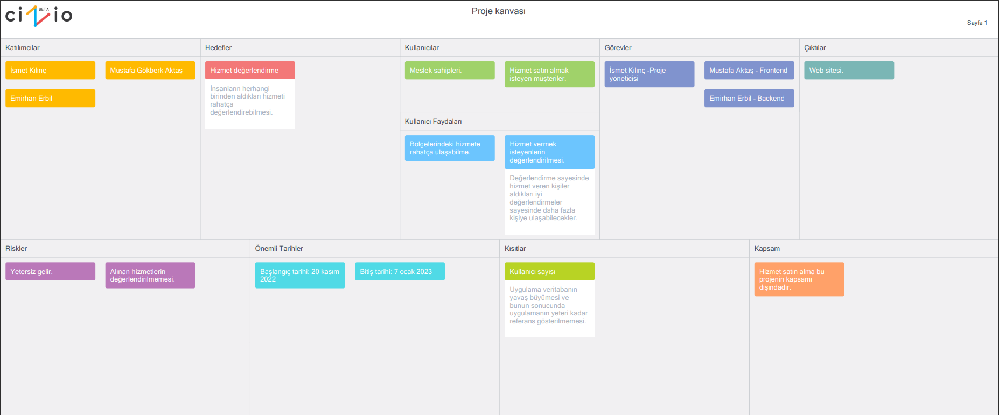 cizio
BETA
Proje kanvası
Sayfa 1
Katılımcılar
İsmet Kılınç
Mustafa Gökberk Aktaş
Emirhan Erbil
Hedefler
Hizmet değerlendirme
İnsanların herhangi
birinden aldıkları hizmeti
rahatça
değerlendirebilmesi.
Kullanıcılar
Meslek sahipleri.
Hizmet satın almak
isteyen müşteriler.
Kullanıcı Faydaları
Bölgelerindeki hizmete
rahatça ulaşabilme.
Hizmet vermek
isteyenlerin
değerlendirilmesi.
Değerlendirme sayesinde
hizmet veren kişiler
aldıkları iyi
değerlendirmeler
sayesinde daha fazla
kişiye ulaşabilecekler.
Görevler
İsmet Kılınç -Proje
yöneticisi
Mustafa Aktaş - Frontend
Emirhan Erbil - Backend
Çıktılar
Web sitesi.
Riskler
Yetersiz gelir.
Alınan hizmetlerin
değerlendirilmemesi.
Önemli Tarihler
Başlangıç tarihi: 20 kasım
2022
Bitiş tarihi: 7 ocak 2023
Kısıtlar
Kullanıcı sayısı
Uygulama veritabanın
yavaş büyümesi ve
bunun sonucunda
uygulamanın yeteri kadar
referans gösterilmemesi.
Kapsam
Hizmet satın alma bu
projenin kapsamı
dışındadır.